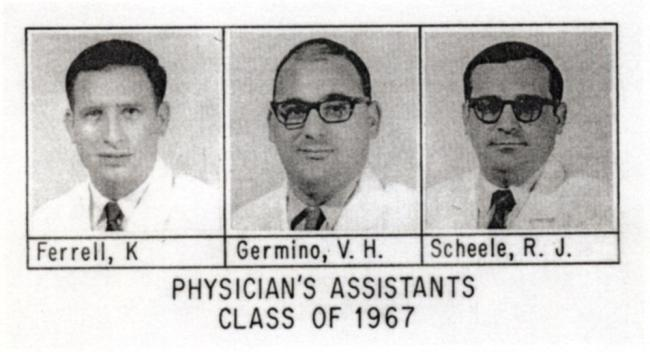 Ferrell, K
Germino, V. H.
Scheele, R. J.
PHYSICIAN'S ASSISTANTS
CLASS OF 1967